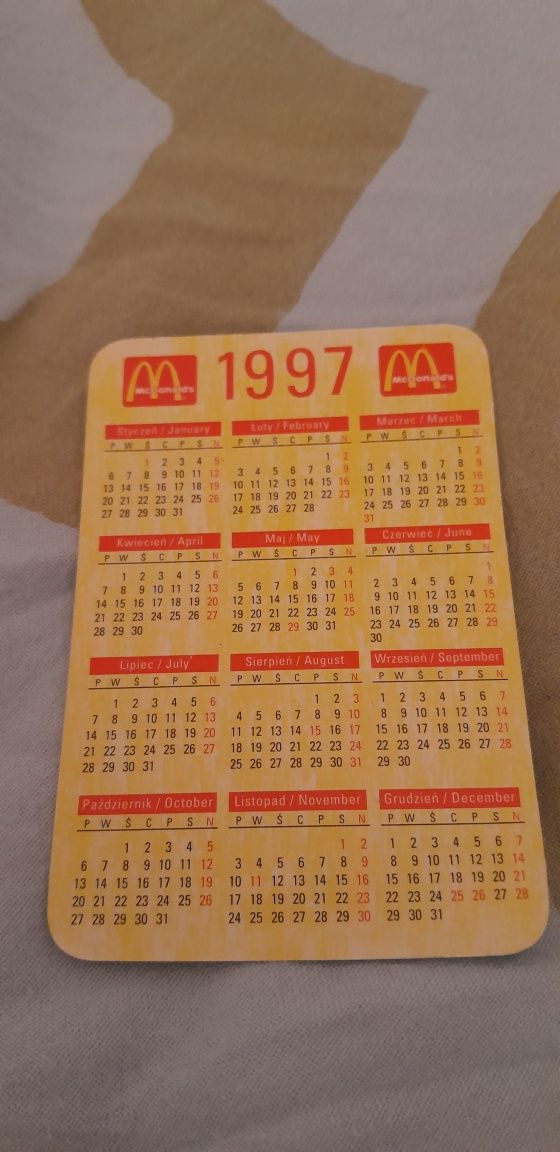 McDonald's 1997 McDonald's
Styczeń / January
P W Ś C P S N
1 2 3 4 5
6 7 8 9 10 11 12
13 14 15 16 17 18 19
20 21 22 23 24 25 26
27 28 29 30 31
Luty / February
P W Ś C P S N
1 2
3 4 5 6 7 8 9
10 11 12 13 14 15 16
17 18 19 20 21 22 23
24 25 26 27 28
Marzec / March
P W Ś C P S N
1 2
3 4 5 6 7 8 9
10 11 12 13 14 15 16
17 18 19 20 21 22 23
24 25 26 27 28 29 30
31
Kwiecień / April
P W Ś C P S N
1 2 3 4 5 6
7 8 9 10 11 12 13
14 15 16 17 18 19 20
21 22 23 24 25 26 27
28 29 30
Maj / May
P W Ś C P S N
1 2 3 4
5 6 7 8 9 10 11
12 13 14 15 16 17 18
19 20 21 22 23 24 25
26 27 28 29 30 31
Czerwiec / June
P W Ś C P S N
1
2 3 4 5 6 7 8
9 10 11 12 13 14 15
16 17 18 19 20 21 22
23 24 25 26 27 28 29
30
Lipiec / July
P W Ś C P S N
1 2 3 4 5 6
7 8 9 10 11 12 13
14 15 16 17 18 19 20
21 22 23 24 25 26 27
28 29 30 31
Sierpień / August
P W Ś C P S N
1 2 3
4 5 6 7 8 9 10
11 12 13 14 15 16 17
18 19 20 21 22 23 24
25 26 27 28 29 30 31
Wrzesień / September
P W Ś C P S N
1 2 3 4 5 6 7
8 9 10 11 12 13 14
15 16 17 18 19 20 21
22 23 24 25 26 27 28
29 30
Październik / October
P W Ś C P S N
1 2 3 4 5
6 7 8 9 10 11 12
13 14 15 16 17 18 19
20 21 22 23 24 25 26
27 28 29 30 31
Listopad / November
P W Ś C P S N
1 2
3 4 5 6 7 8 9
10 11 12 13 14 15 16
17 18 19 20 21 22 23
24 25 26 27 28 29 30
Grudzień / December
P W Ś C P S N
1 2 3 4 5 6 7
8 9 10 11 12 13 14
15 16 17 18 19 20 21
22 23 24 25 26 27 28
29 30 31